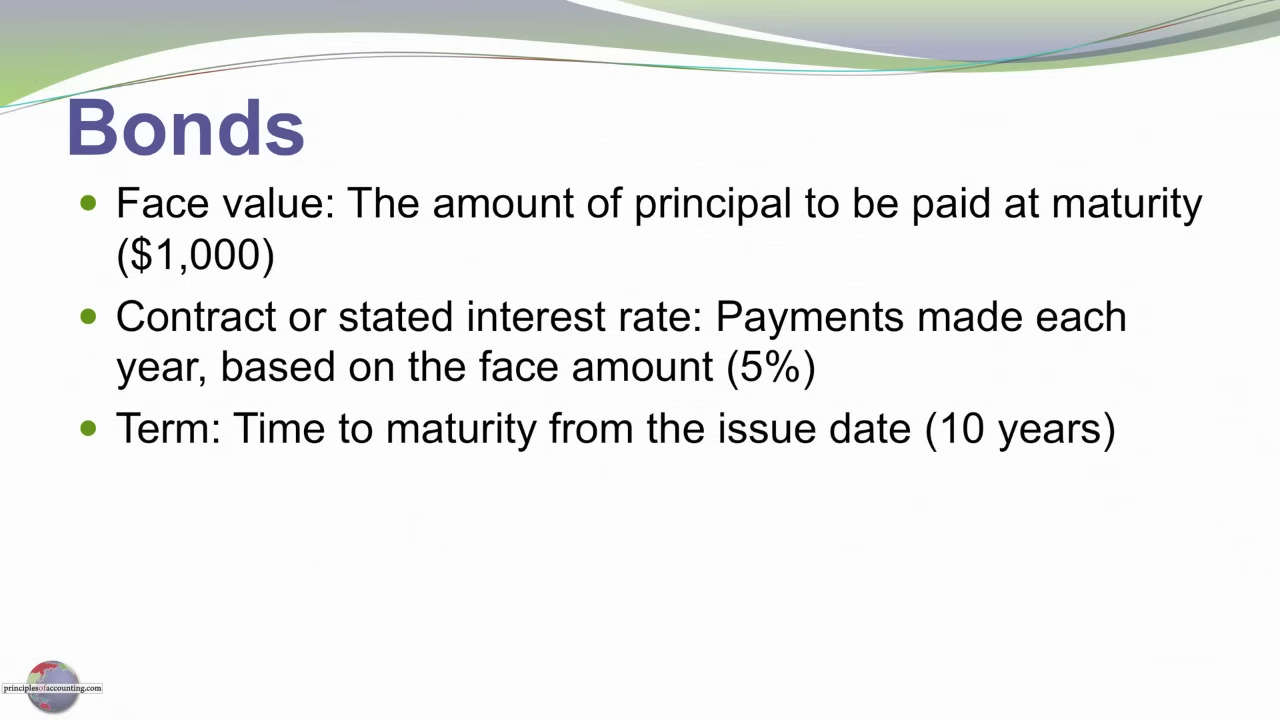 Bonds
• Face value: The amount of principal to be paid at maturity
($1,000)
• Contract or stated interest rate: Payments made each
year, based on the face amount (5%)
• Term: Time to maturity from the issue date (10 years)
principlesofaccounting.com